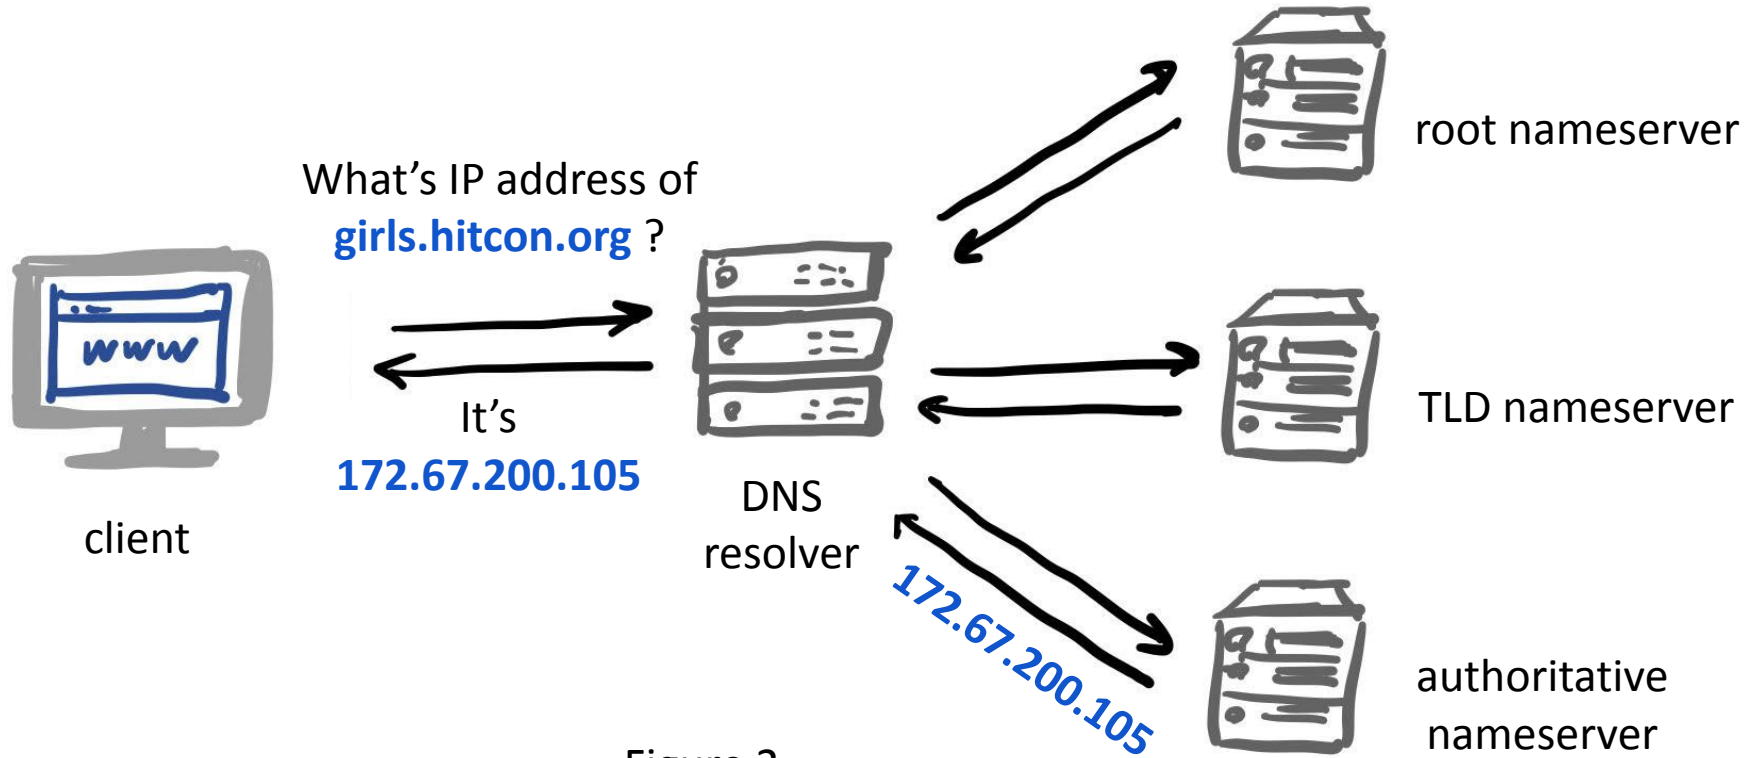 What's IP address of
girls.hitcon.org ?
www
It's
172.67.200.105
client
DNS
resolver
172.67.200.105
root nameserver
TLD nameserver
authoritative
nameserver